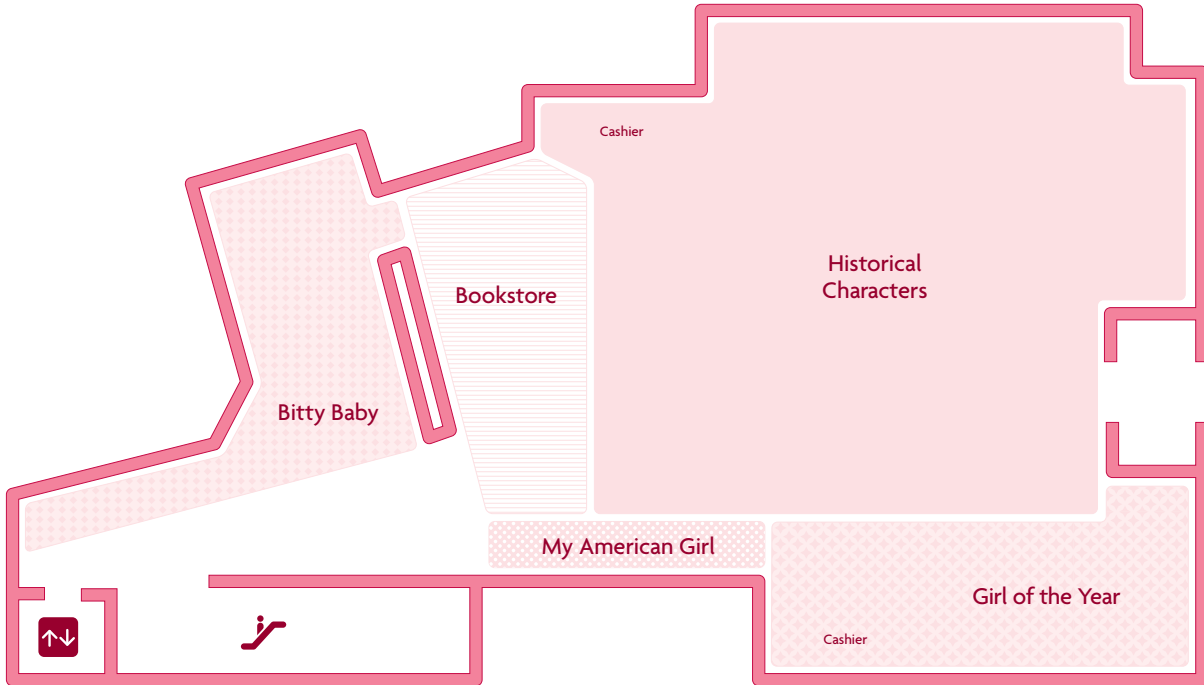 Cashier
Historical
Characters
Bookstore
Bitty Baby
My American Girl
Girl of the Year
Cashier